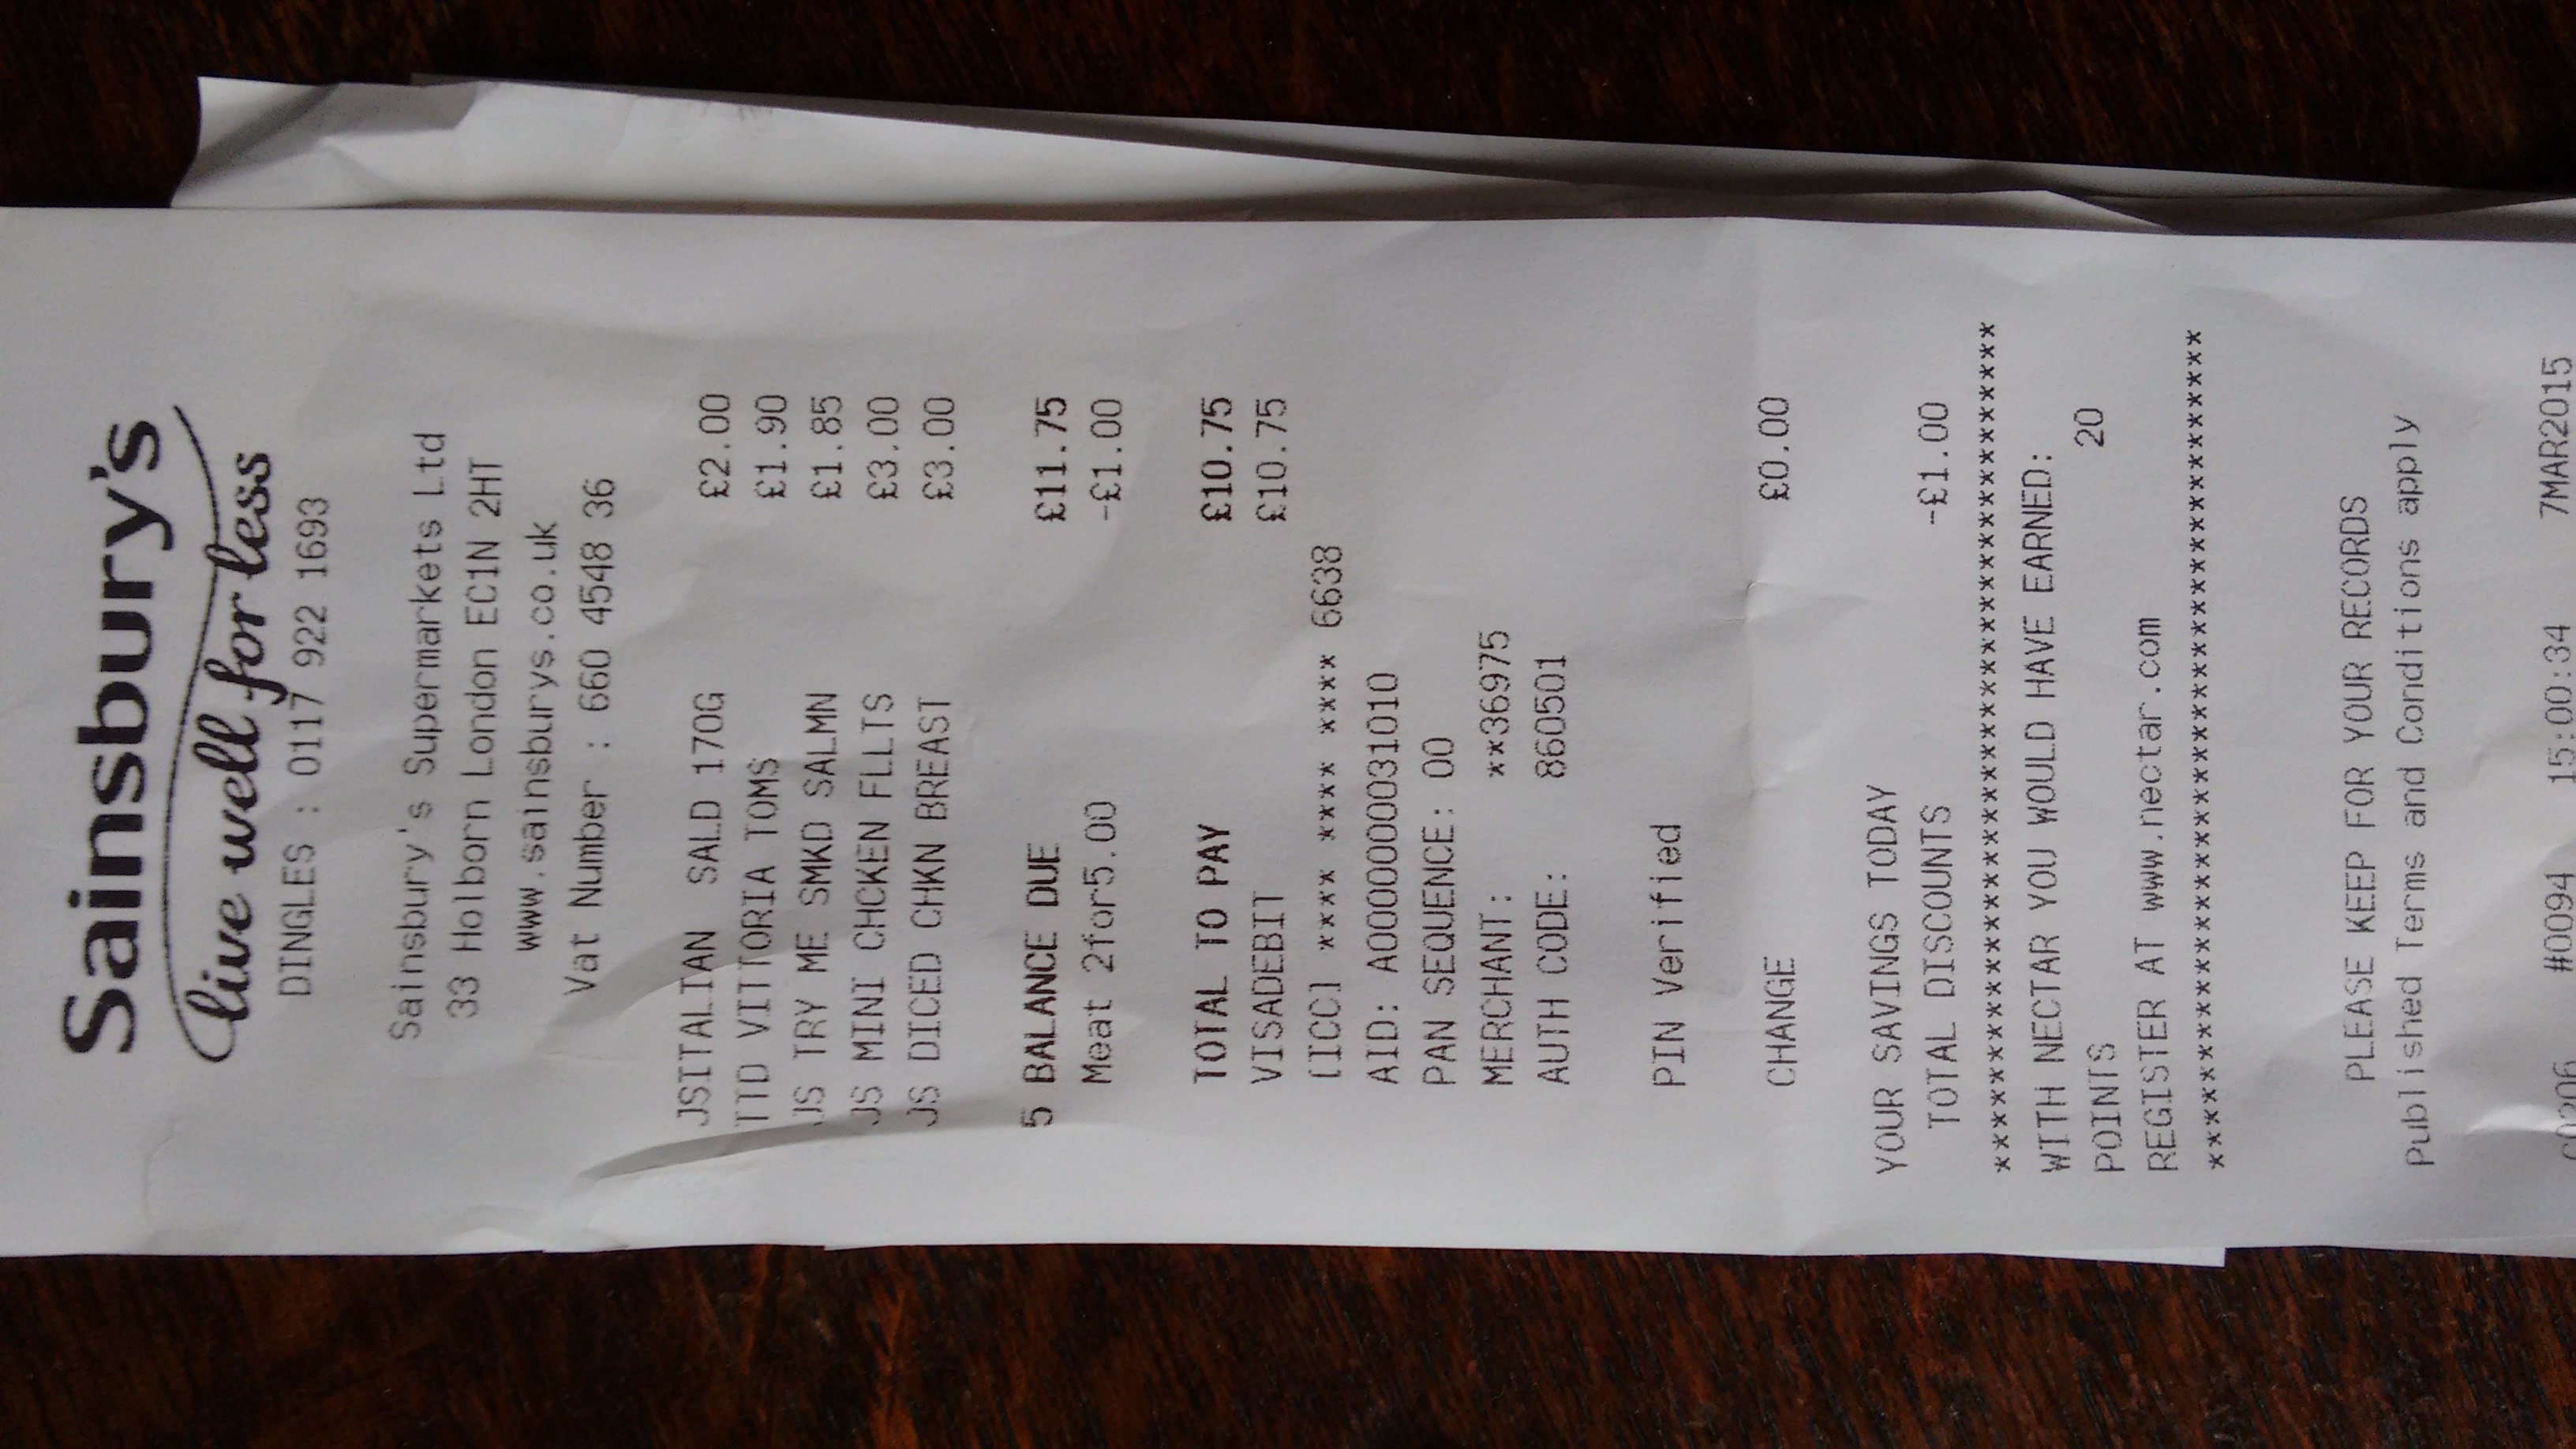 Sainsbury's
live well for less
DINGLES : 0117 922 1693
Sainsbury's Supermarkets Ltd
33 Holborn London EC1N 2HT
www.sainsburys.co.uk
Vat Number : 660 4548 36
JSITALIAN SALD 170G £2.00
TTD VITTORIA TOMS £1.90
JS TRY ME SMKD SALMN £1.85
JS MINI CHCKEN FLLTS £3.00
JS DICED CHKN BREAST £3.00
5 BALANCE DUE £11.75
Meat 2for5.00 -£1.00
TOTAL TO PAY £10.75
VISADEBIT £10.75
[ICC] **** **** **** 6638
AID: A0000000031010
PAN SEQUENCE: 00
MERCHANT: **36975
AUTH CODE: 860501
PIN Verified
CHANGE £0.00
YOUR SAVINGS TODAY
TOTAL DISCOUNTS -£1.00
***************************************
WITH NECTAR YOU WOULD HAVE EARNED:
POINTS 20
REGISTER AT www.nectar.com
***************************************
PLEASE KEEP FOR YOUR RECORDS
Published Terms and Conditions apply
#0094 15:00:34 7MAR2015